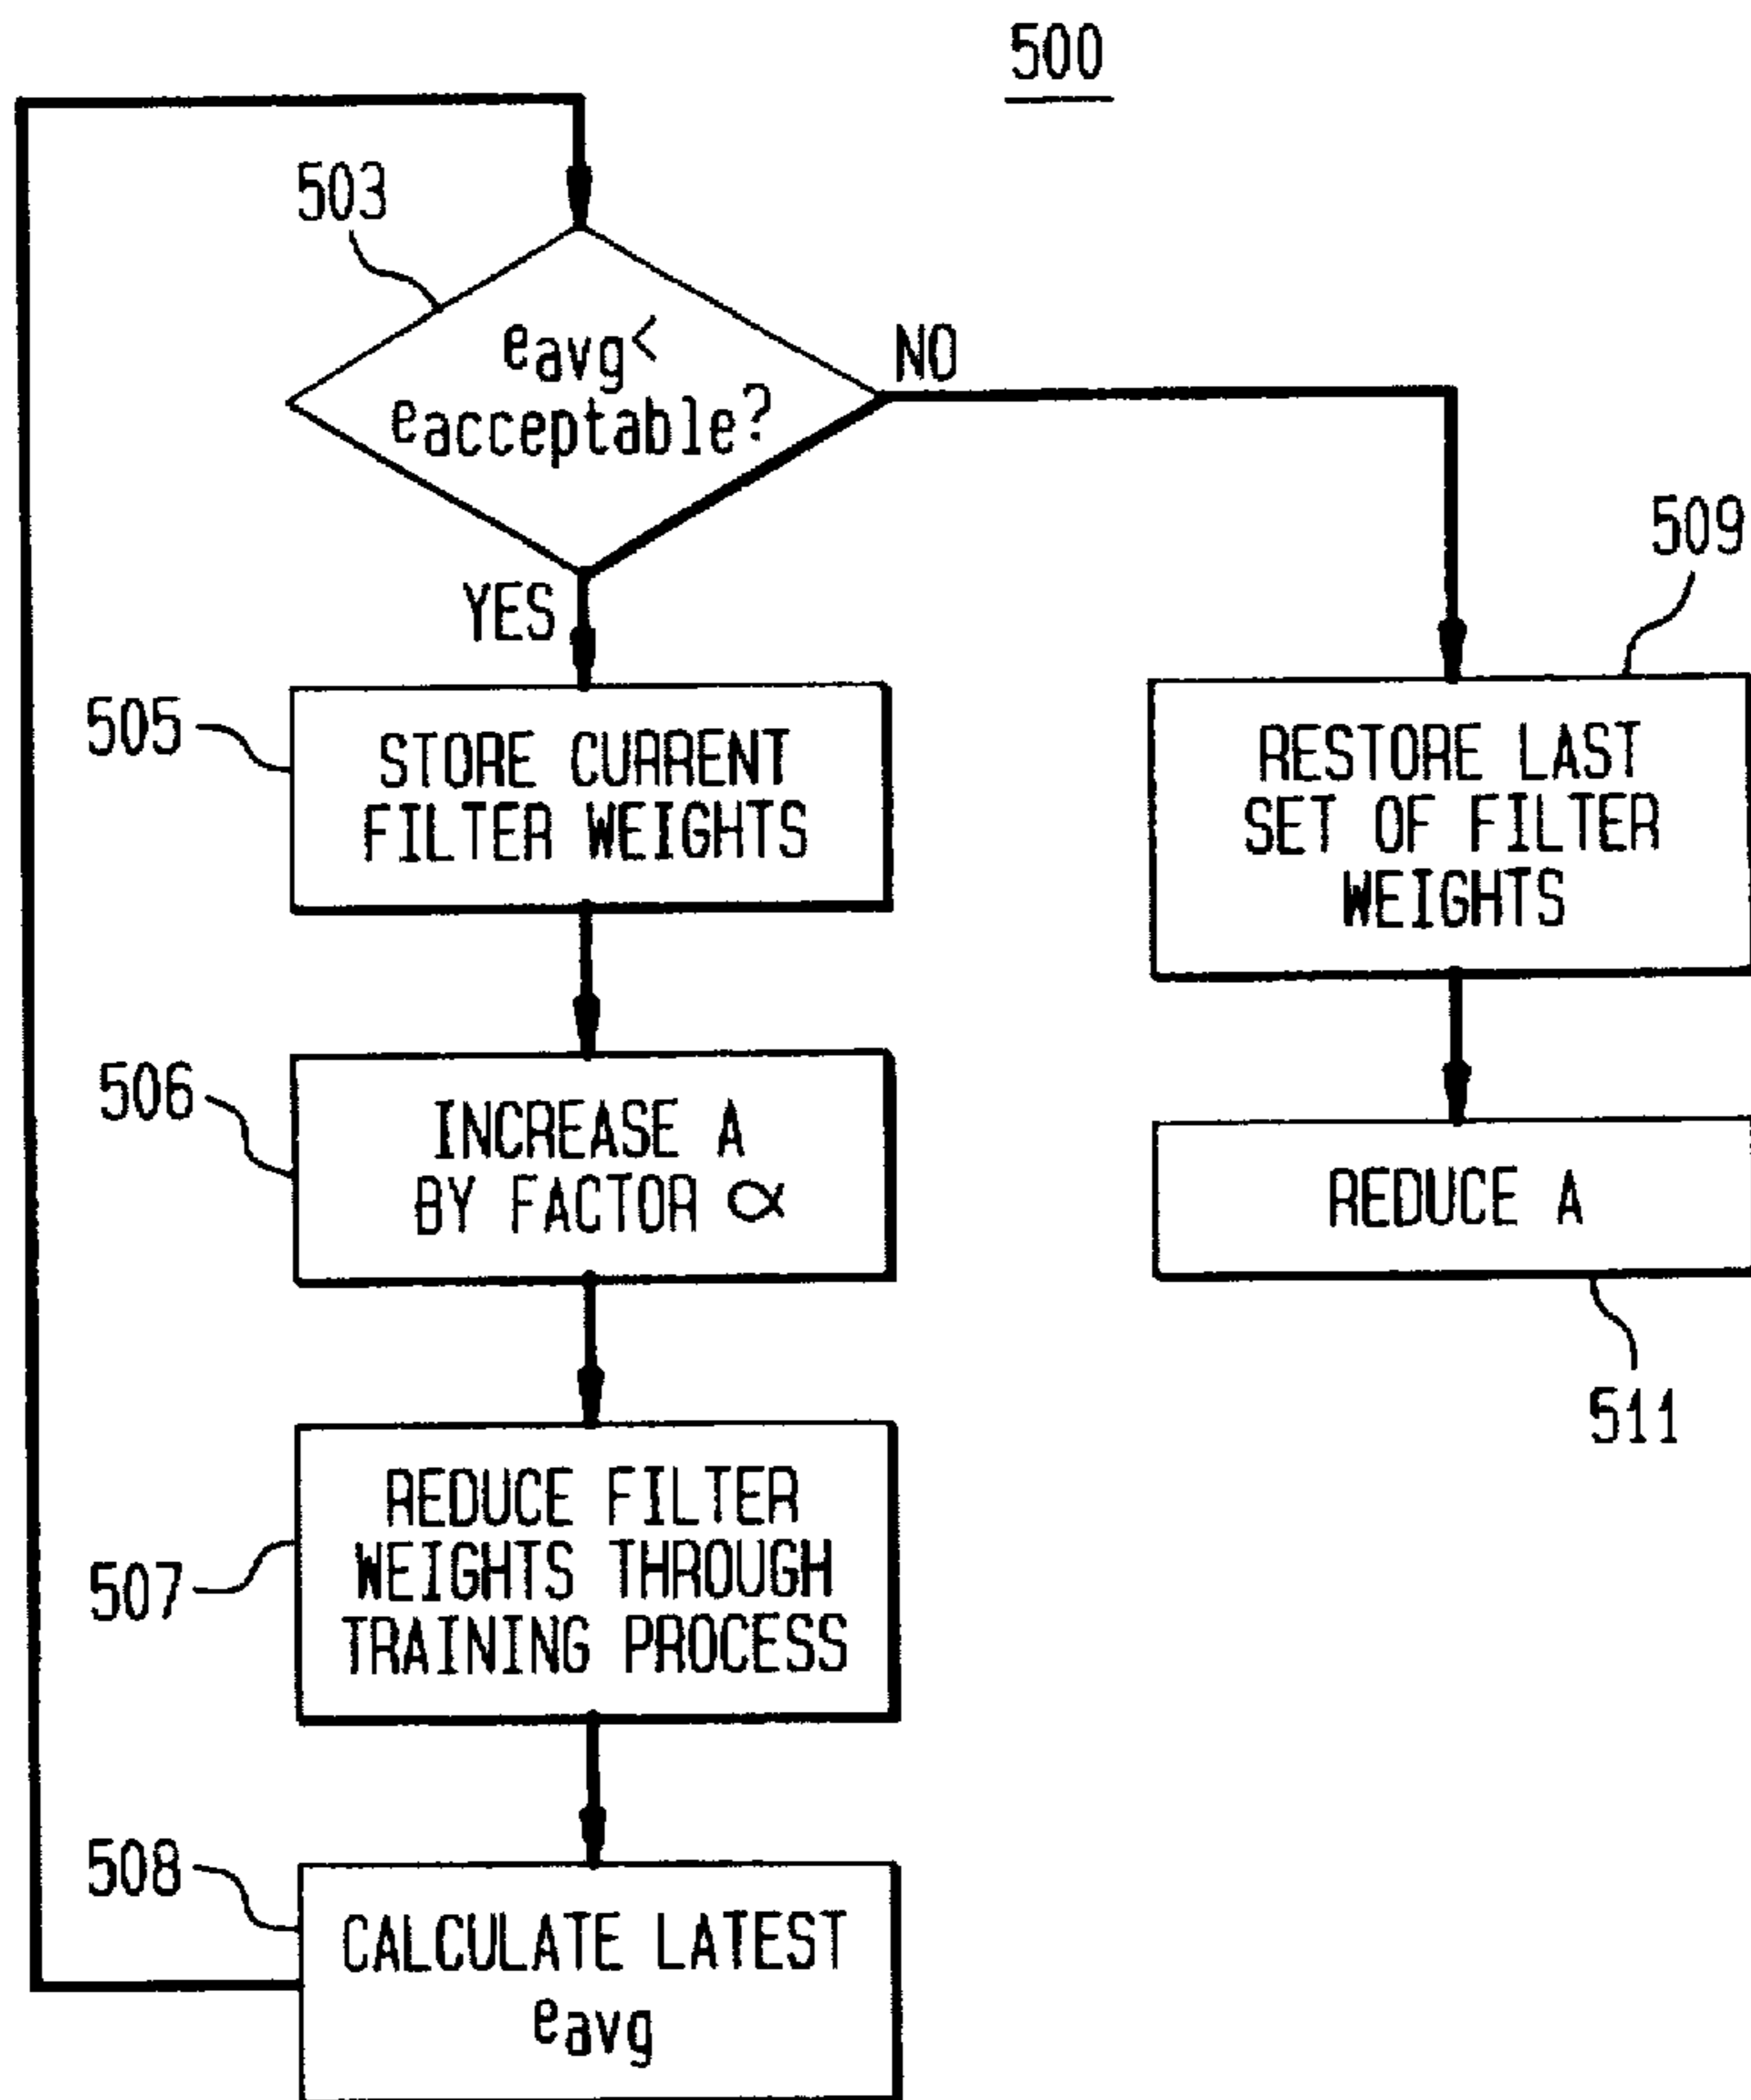 500
503
eavg<
eacceptable?
NO
YES
509
505
STORE CURRENT
FILTER WEIGHTS
RESTORE LAST
SET OF FILTER
WEIGHTS
506
INCREASE A
BY FACTOR α
REDUCE A
511
507
REDUCE FILTER
WEIGHTS THROUGH
TRAINING PROCESS
508
CALCULATE LATEST
eavg